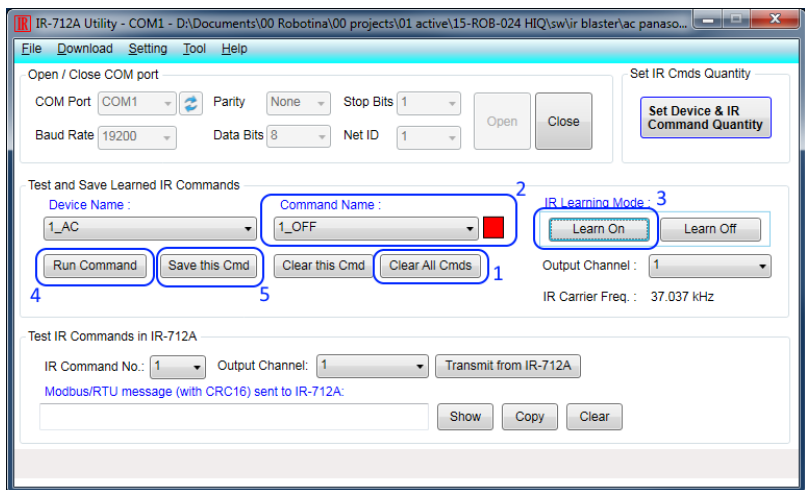 IR IR-712A Utility - COM1 - D:\Documents\00 Robotina\00 projects\01 active\15-ROB-024 HIQ\sw\ir blaster\ac panaso...
File Download Setting Tool Help
Open / Close COM port
Set IR Cmds Quantity
COM Port COM1 Parity None Stop Bits 1 Open Close
Set Device & IR
Command Quantity
Baud Rate 19200 Data Bits 8 Net ID 1
Test and Save Learned IR Commands
2
Device Name :
Command Name :
IR Learning Mode : 3
1_AC 1_OFF Learn On Learn Off
Run Command Save this Cmd Clear this Cmd Clear All Cmds 1 Output Channel : 1
4 5
IR Carrier Freq. : 37.037 kHz
Test IR Commands in IR-712A
IR Command No.: 1 Output Channel: 1 Transmit from IR-712A
Modbus/RTU message (with CRC16) sent to IR-712A:
Show Copy Clear